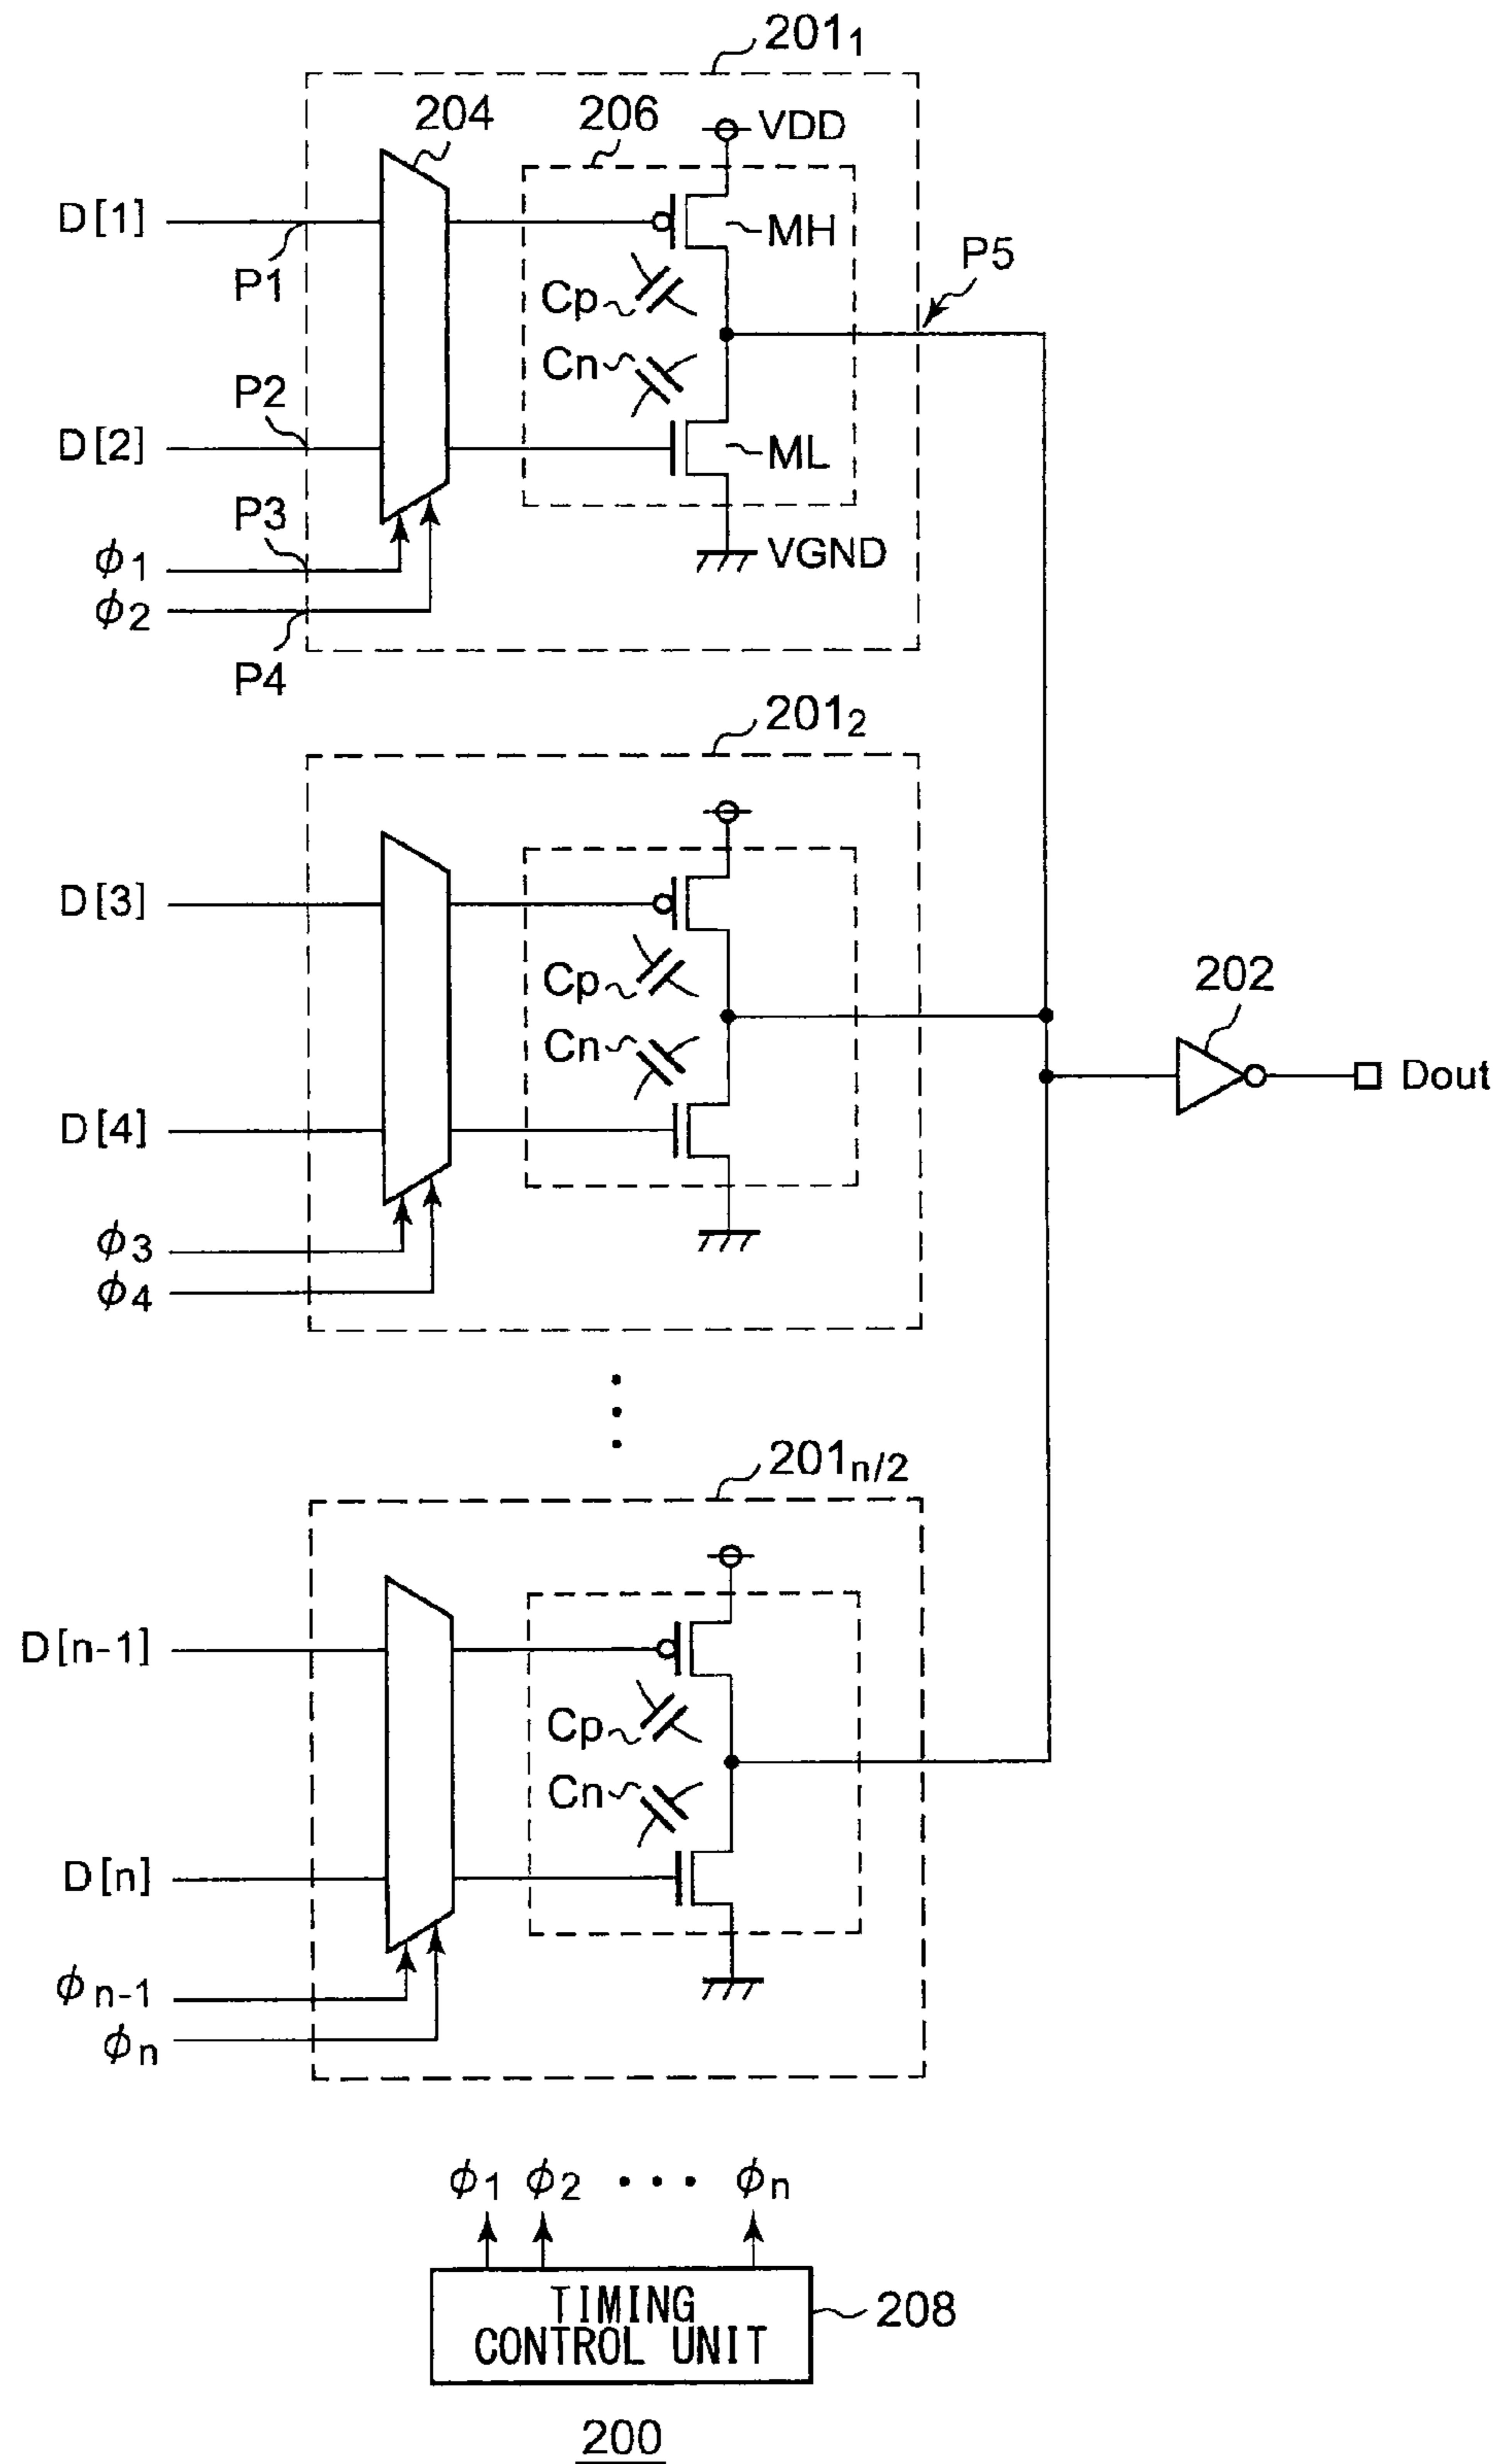 201₁
204
206
VDD
D[1]
MH
P1
Cp
P5
Cn
P2
D[2]
ML
P3
ϕ₁
VGND
ϕ₂
P4
201₂
D[3]
Cp
202
Cn
Dout
D[4]
ϕ₃
ϕ₄
201n/2
D[n-1]
Cp
Cn
D[n]
ϕn-1
ϕn
ϕ₁ ϕ₂ ··· ϕn
TIMING
CONTROL UNIT
208
200